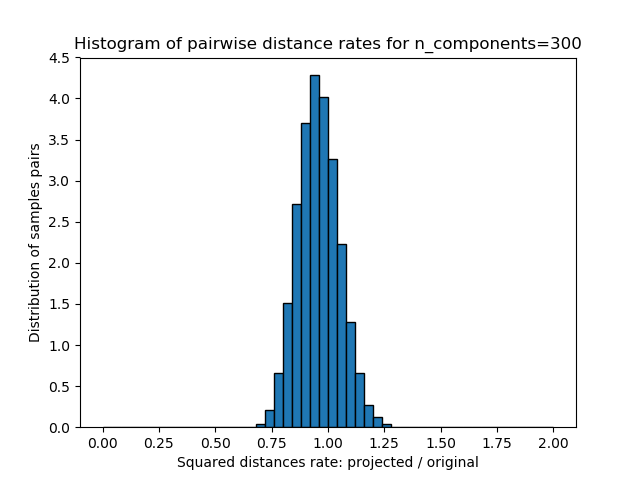 Histogram of pairwise distance rates for n_components=300
4.5
4.0
3.5
3.0
2.5
2.0
1.5
1.0
0.5
0.0
Distribution of samples pairs
0.00 0.25 0.50 0.75 1.00 1.25 1.50 1.75 2.00
Squared distances rate: projected / original